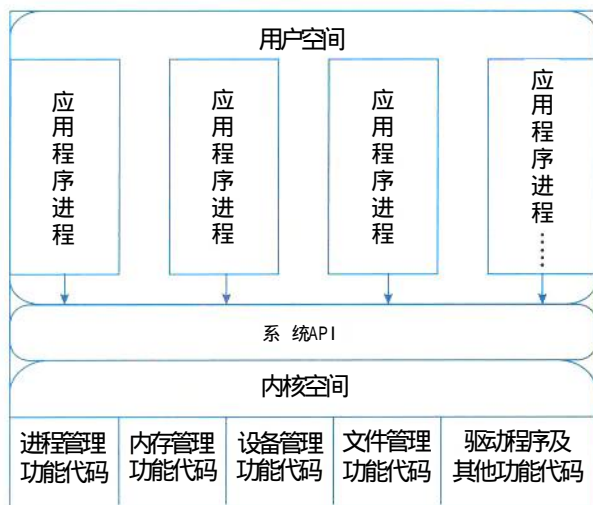 用户空间
应用程序进程
应用程序进程
应用程序进程
应用程序进程……
系 统API
内核空间
进程管理
功能代码
内存管理
功能代码
设备管理
功能代码
文件管理
功能代码
驱动程序及
其他功能代码